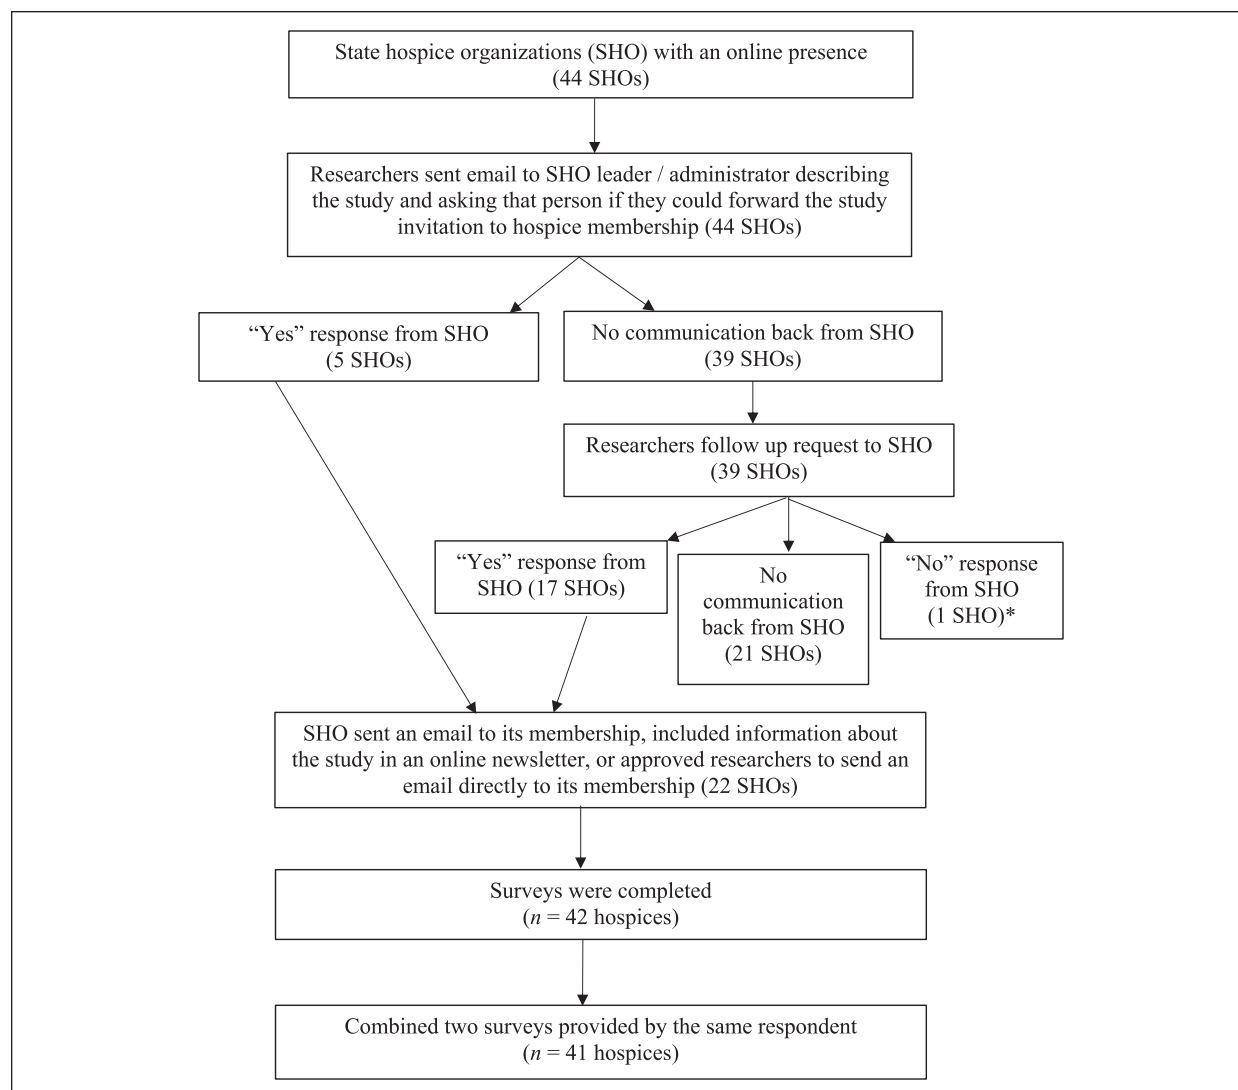 State hospice organizations (SHO) with an online presence
(44 SHOs)
Researchers sent email to SHO leader / administrator describing
the study and asking that person if they could forward the study
invitation to hospice membership (44 SHOs)
“Yes” response from SHO
(5 SHOs)
No communication back from SHO
(39 SHOs)
Researchers follow up request to SHO
(39 SHOs)
“Yes” response from
SHO (17 SHOs)
No
communication
back from SHO
(21 SHOs)
“No” response
from SHO
(1 SHO)*
SHO sent an email to its membership, included information about
the study in an online newsletter, or approved researchers to send an
email directly to its membership (22 SHOs)
Surveys were completed
(n = 42 hospices)
Combined two surveys provided by the same respondent
(n = 41 hospices)